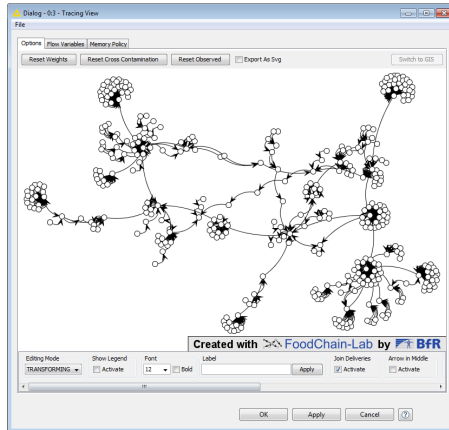 Dialog - 0:3 - Tracing View
File
Options Flow Variables Memory Policy
Reset Weights Reset Cross Contamination Reset Observed Export As Svg Switch to GIS
Created with FoodChain-Lab by BfR
Editing Mode Show Legend Font Label Join Deliveries Arrow in Middle
TRANSFORMING Activate 12 Bold Apply Activate Activate
OK Apply Cancel ?